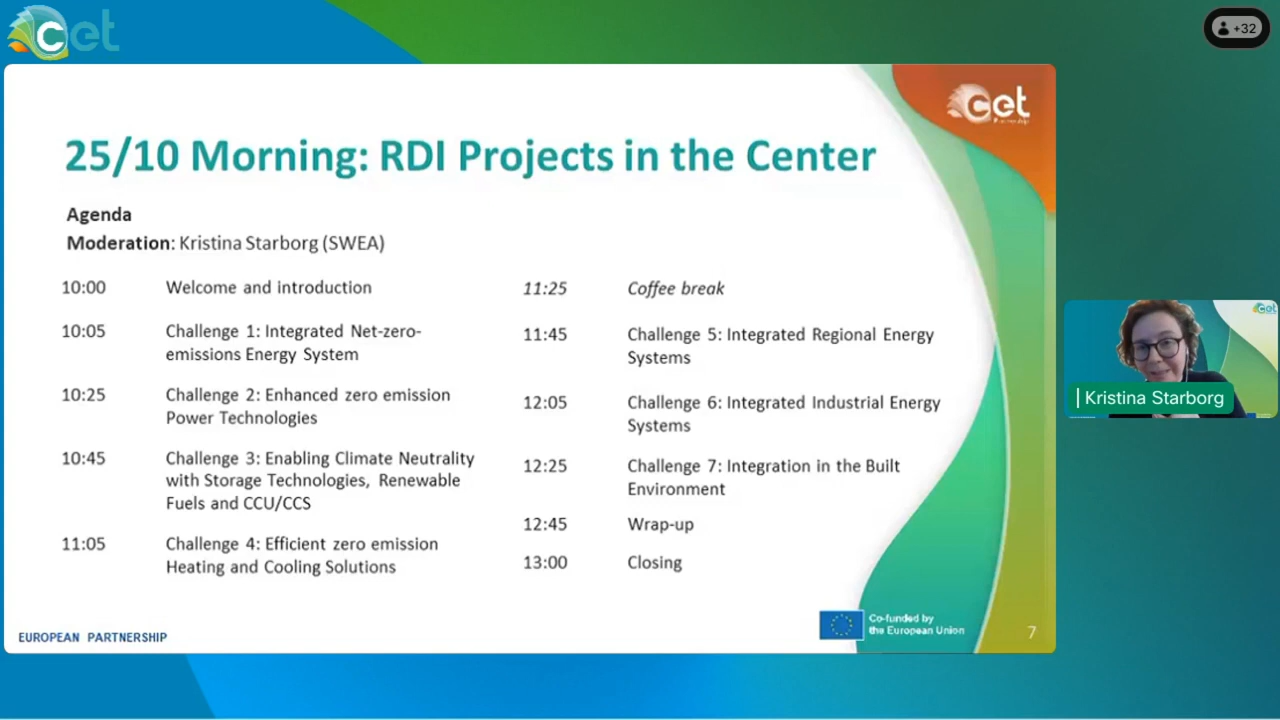 cet
+32
cet
Partnership
25/10 Morning: RDI Projects in the Center
Agenda
Moderation: Kristina Starborg (SWEA)
10:00 Welcome and introduction
10:05 Challenge 1: Integrated Net-zero-
emissions Energy System
10:25 Challenge 2: Enhanced zero emission
Power Technologies
10:45 Challenge 3: Enabling Climate Neutrality
with Storage Technologies, Renewable
Fuels and CCU/CCS
11:05 Challenge 4: Efficient zero emission
Heating and Cooling Solutions
11:25 Coffee break
11:45 Challenge 5: Integrated Regional Energy
Systems
12:05 Challenge 6: Integrated Industrial Energy
Systems
12:25 Challenge 7: Integration in the Built
Environment
12:45 Wrap-up
13:00 Closing
EUROPEAN PARTNERSHIP
Co-funded by
the European Union
7
cet
Kristina Starborg